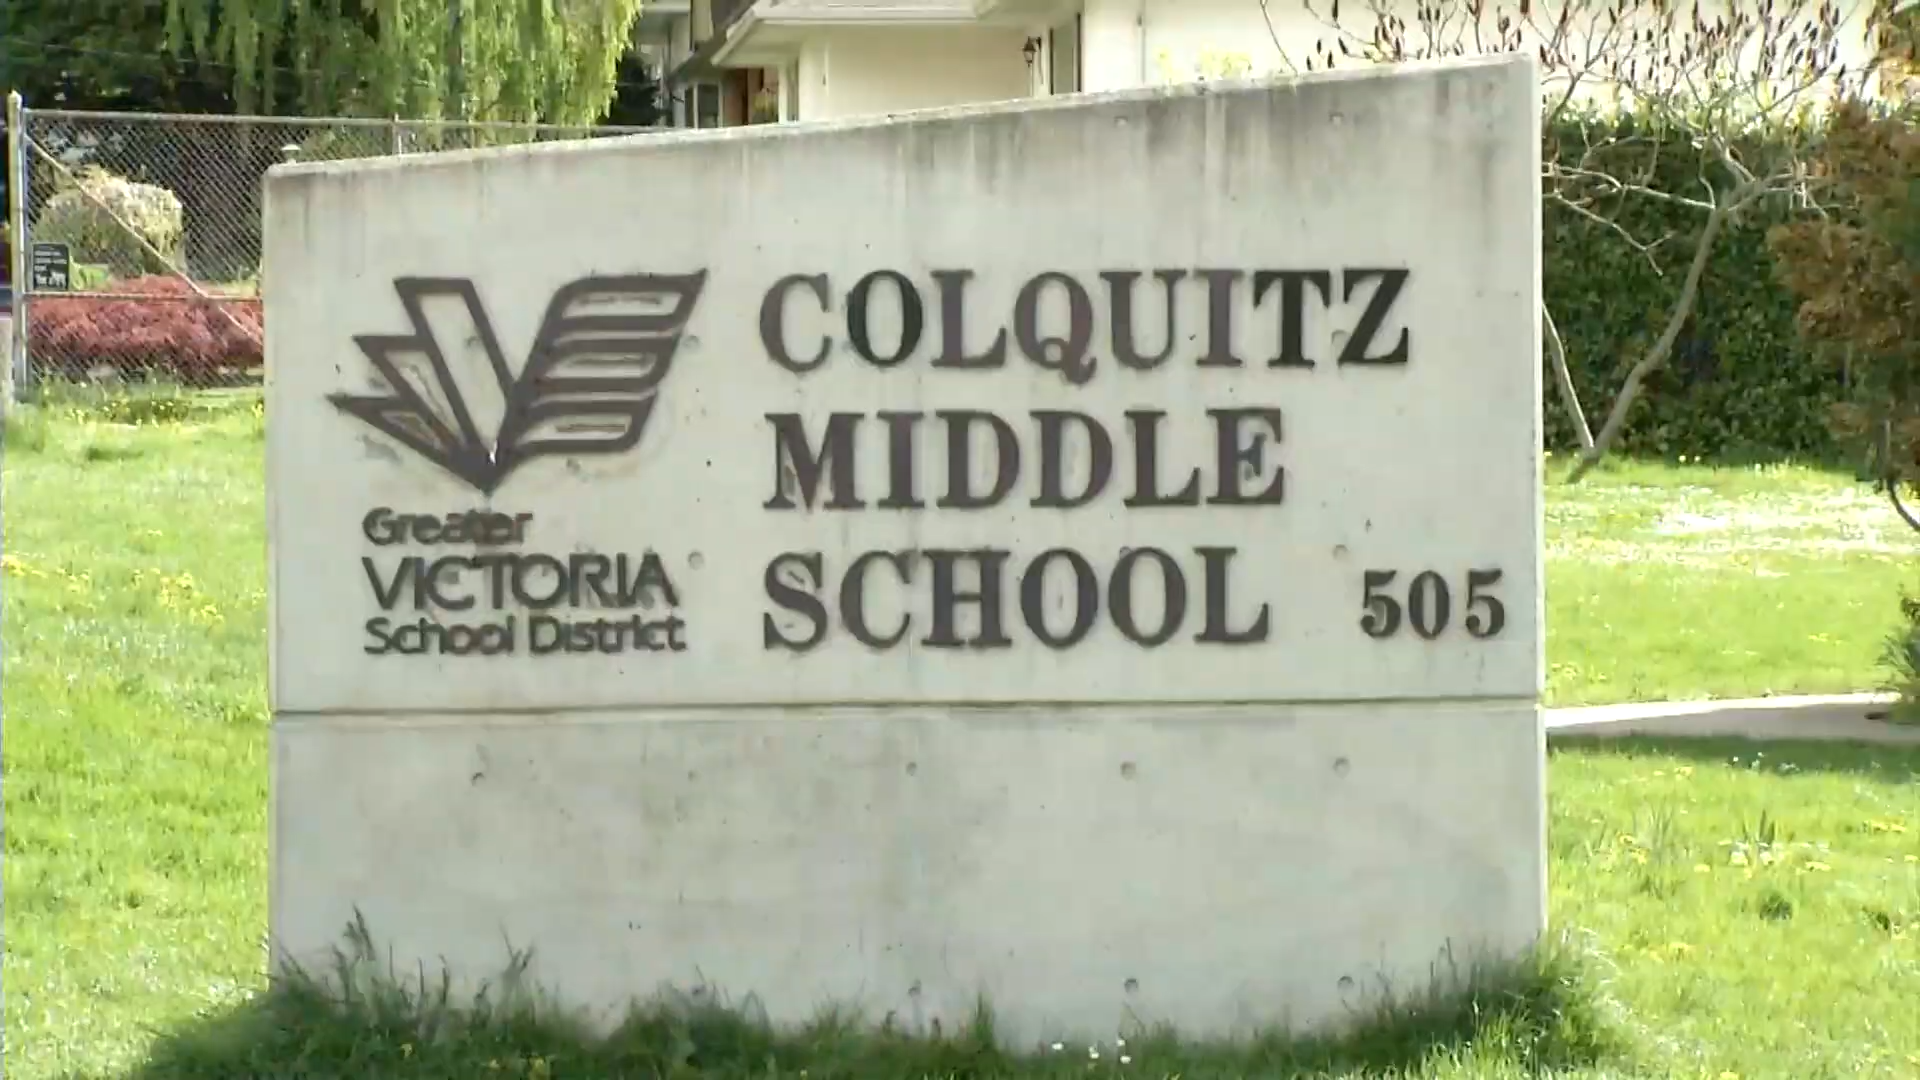 Greater
VICTORIA
School District
COLQUITZ
MIDDLE
SCHOOL 505